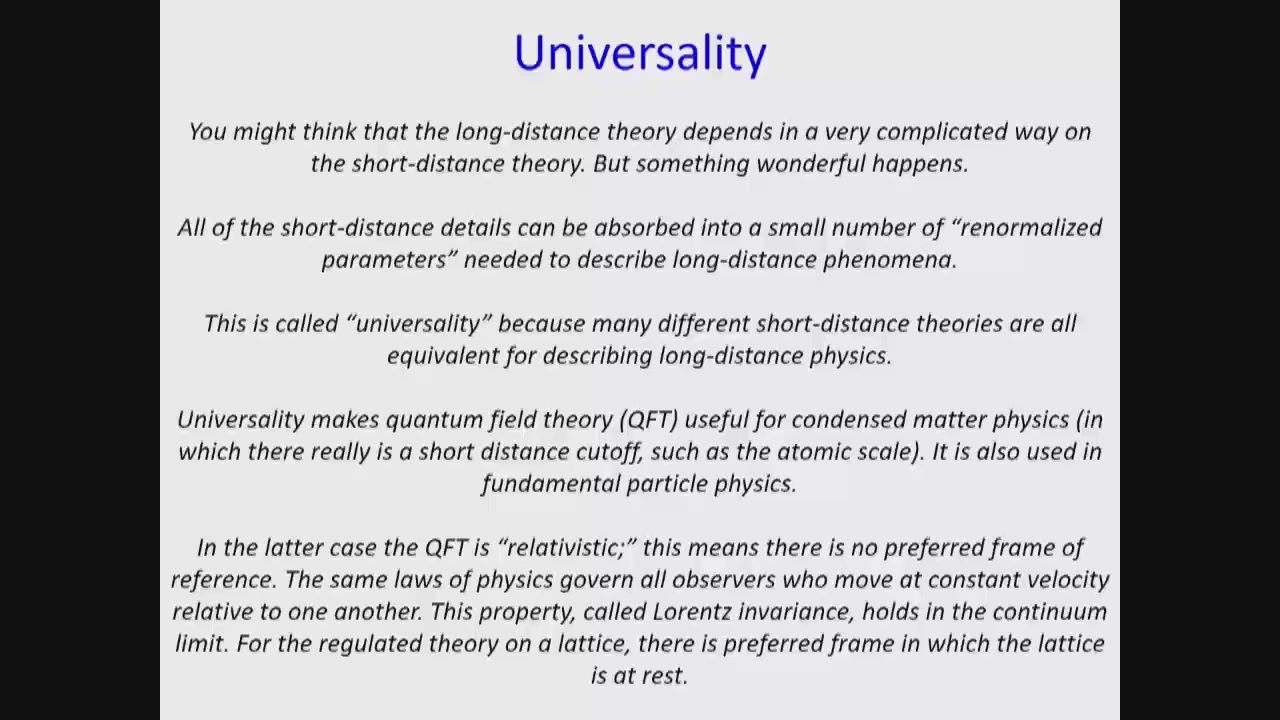 Universality
You might think that the long-distance theory depends in a very complicated way on
the short-distance theory. But something wonderful happens.
All of the short-distance details can be absorbed into a small number of “renormalized
parameters” needed to describe long-distance phenomena.
This is called “universality” because many different short-distance theories are all
equivalent for describing long-distance physics.
Universality makes quantum field theory (QFT) useful for condensed matter physics (in
which there really is a short distance cutoff, such as the atomic scale). It is also used in
fundamental particle physics.
In the latter case the QFT is “relativistic;” this means there is no preferred frame of
reference. The same laws of physics govern all observers who move at constant velocity
relative to one another. This property, called Lorentz invariance, holds in the continuum
limit. For the regulated theory on a lattice, there is preferred frame in which the lattice
is at rest.